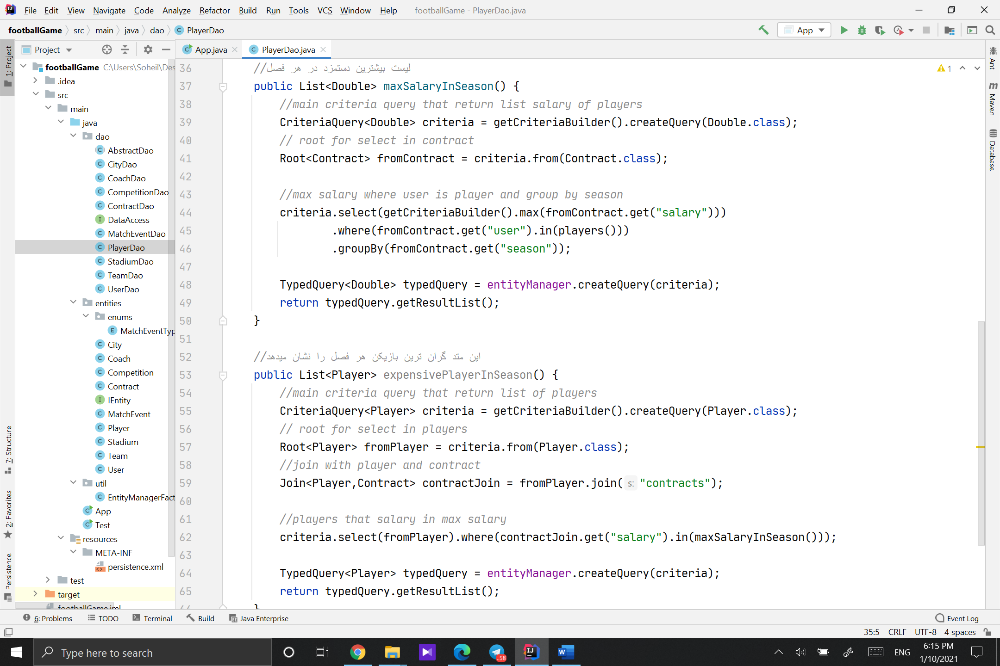 File Edit View Navigate Code Analyze Refactor Build Run Tools VCS Window Help footballGame - PlayerDao.java
footballGame src main java dao PlayerDao App
1: Project
7: Structure
2: Favorites
Persistence
Project
footballGame C:\Users\Soheil\Des
.idea
src
main
java
dao
AbstractDao
CityDao
CoachDao
CompetitionDao
ContractDao
DataAccess
MatchEventDao
PlayerDao
StadiumDao
TeamDao
UserDao
entities
enums
MatchEventTyp
City
Coach
Competition
Contract
IEntity
MatchEvent
Player
Stadium
Team
User
util
EntityManagerFact
App
Test
resources
META-INF
persistence.xml
test
target
footballGame.iml
App.java PlayerDao.java
1
36 //لیست بیشترین دستمزد در هر فصل
37 public List<Double> maxSalaryInSeason() {
38 //main criteria query that return list salary of players
39 CriteriaQuery<Double> criteria = getCriteriaBuilder().createQuery(Double.class);
40 // root for select in contract
41 Root<Contract> fromContract = criteria.from(Contract.class);
42
43 //max salary where user is player and group by season
44 criteria.select(getCriteriaBuilder().max(fromContract.get("salary")))
45 .where(fromContract.get("user").in(players()))
46 .groupBy(fromContract.get("season"));
47
48 TypedQuery<Double> typedQuery = entityManager.createQuery(criteria);
49 return typedQuery.getResultList();
50 }
51
52 //این متد گران ترین بازیکن هر فصل را نشان میدهد
53 public List<Player> expensivePlayerInSeason() {
54 //main criteria query that return list of players
55 CriteriaQuery<Player> criteria = getCriteriaBuilder().createQuery(Player.class);
56 // root for select in players
57 Root<Player> fromPlayer = criteria.from(Player.class);
58 //join with player and contract
59 Join<Player,Contract> contractJoin = fromPlayer.join( s: "contracts");
60
61 //players that salary in max salary
62 criteria.select(fromPlayer).where(contractJoin.get("salary").in(maxSalaryInSeason()));
63
64 TypedQuery<Player> typedQuery = entityManager.createQuery(criteria);
65 return typedQuery.getResultList();
66 }
Ant
Maven
Database
6: Problems TODO Terminal Build Java Enterprise Event Log
35:5 CRLF UTF-8 4 spaces
Type here to search ..58 ENG 6:15 PM
1/10/2021